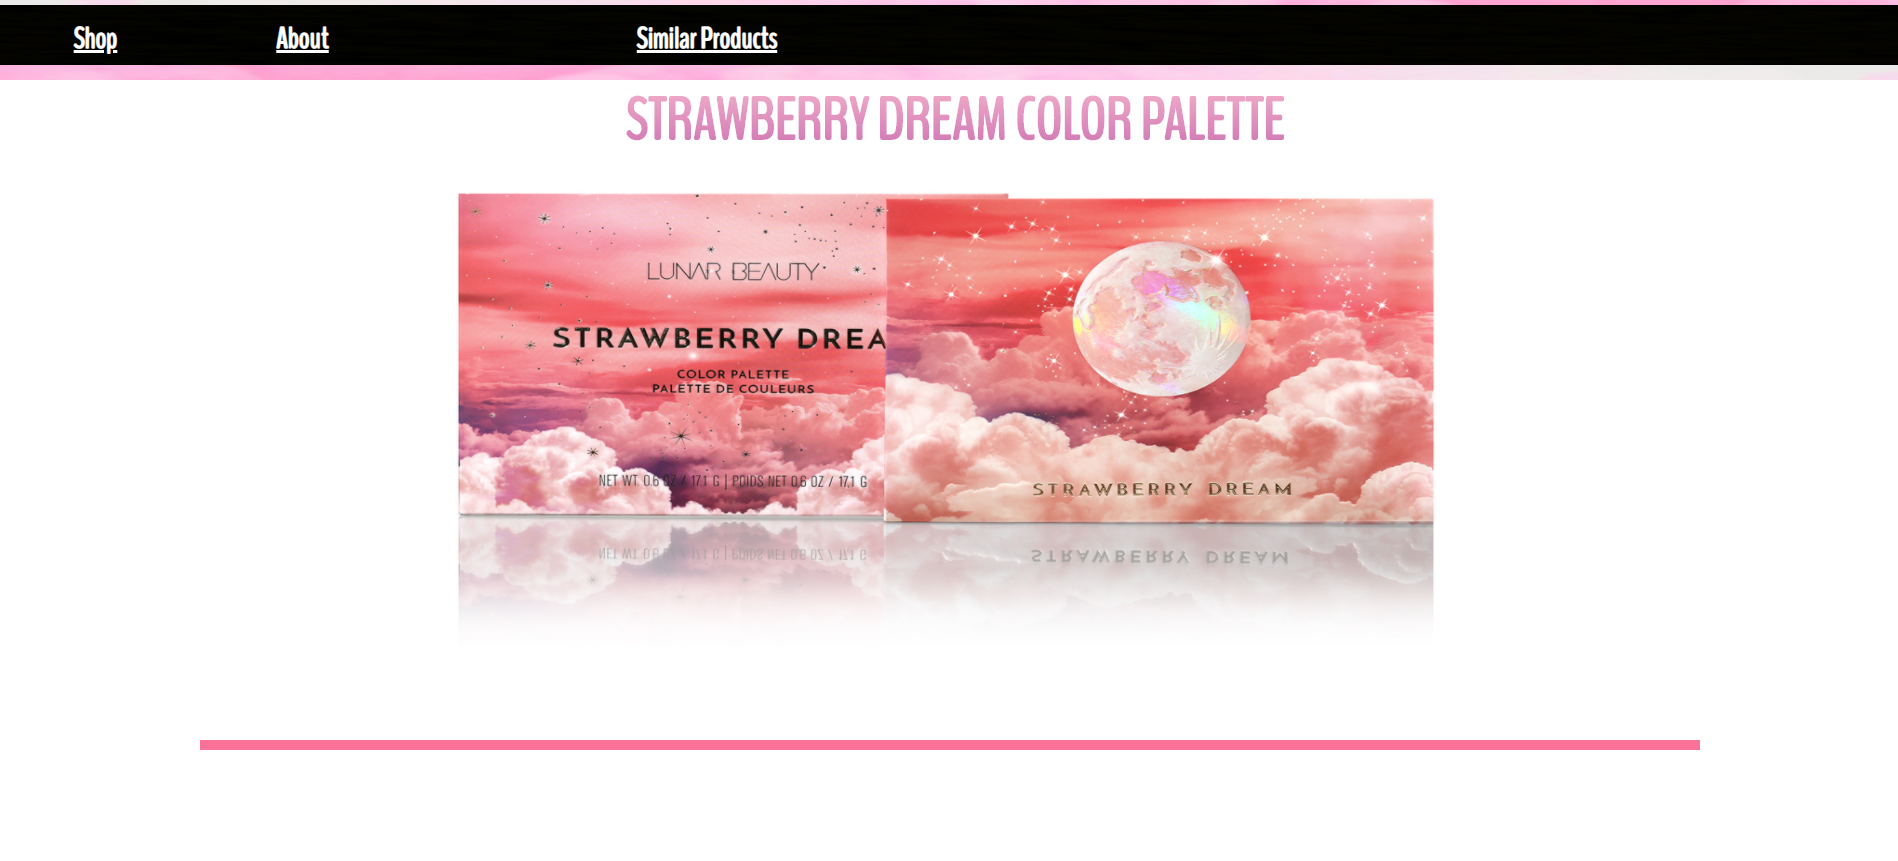 Shop About Similar Products
STRAWBERRY DREAM COLOR PALETTE
LUNAR BEAUTY
STRAWBERRY DREA
COLOR PALETTE
PALETTE DE COULEURS
NET WT. 0.6 OZ / 17.1 G | POIDS NET 0.6 OZ / 17.1 G
STRAWBERRY DREAM